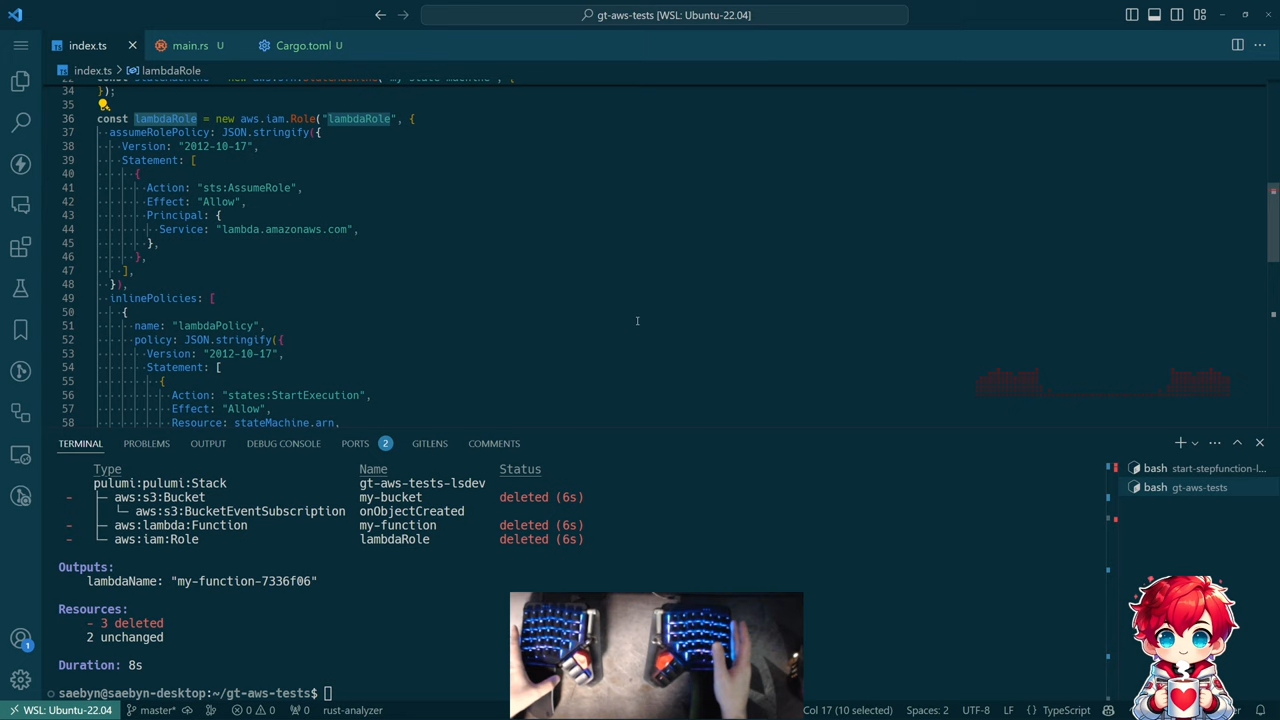 gt-aws-tests [WSL: Ubuntu-22.04]
index.ts
main.rs U
Cargo.toml U
index.ts > lambdaRole
34 });
35
36 const lambdaRole = new aws.iam.Role("lambdaRole", {
37 assumeRolePolicy: JSON.stringify({
38 Version: "2012-10-17",
39 Statement: [
40 {
41 Action: "sts:AssumeRole",
42 Effect: "Allow",
43 Principal: {
44 Service: "lambda.amazonaws.com",
45 },
46 },
47 ],
48 }),
49 inlinePolicies: [
50 {
51 name: "lambdaPolicy",
52 policy: JSON.stringify({
53 Version: "2012-10-17",
54 Statement: [
55 {
56 Action: "states:StartExecution",
57 Effect: "Allow",
58 Resource: stateMachine.arn,
TERMINAL PROBLEMS OUTPUT DEBUG CONSOLE PORTS 2 GITLENS COMMENTS
bash start-stepfunction-l...
bash gt-aws-tests
Type Name Status
pulumi:pulumi:Stack gt-aws-tests-lsdev
- ├─ aws:s3:Bucket my-bucket deleted (6s)
│ └─ aws:s3:BucketEventSubscription onObjectCreated
- ├─ aws:lambda:Function my-function deleted (6s)
- └─ aws:iam:Role lambdaRole deleted (6s)
Outputs:
lambdaName: "my-function-7336f06"
Resources:
- 3 deleted
2 unchanged
Duration: 8s
saebyn@saebyn-desktop:~/gt-aws-tests$
1
WSL: Ubuntu-22.04 master* 0 0 0 rust-analyzer
Col 17 (10 selected) Spaces: 2 UTF-8 LF {} TypeScript